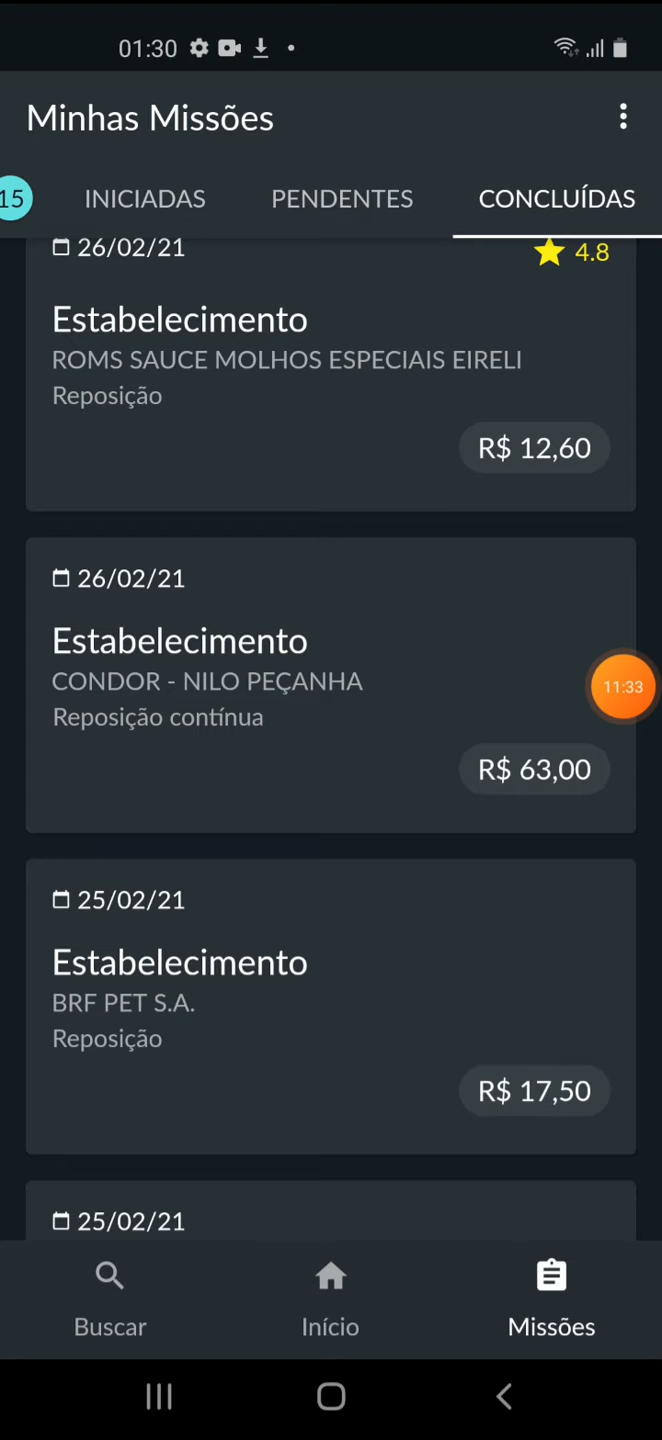 01:30
Minhas Missões
15 INICIADAS PENDENTES CONCLUÍDAS
26/02/21 4.8
Estabelecimento
ROMS SAUCE MOLHOS ESPECIAIS EIRELI
Reposição
R$ 12,60
26/02/21
Estabelecimento
CONDOR - NILO PEÇANHA
11:33
Reposição contínua
R$ 63,00
25/02/21
Estabelecimento
BRF PET S.A.
Reposição
R$ 17,50
25/02/21
Buscar Início Missões